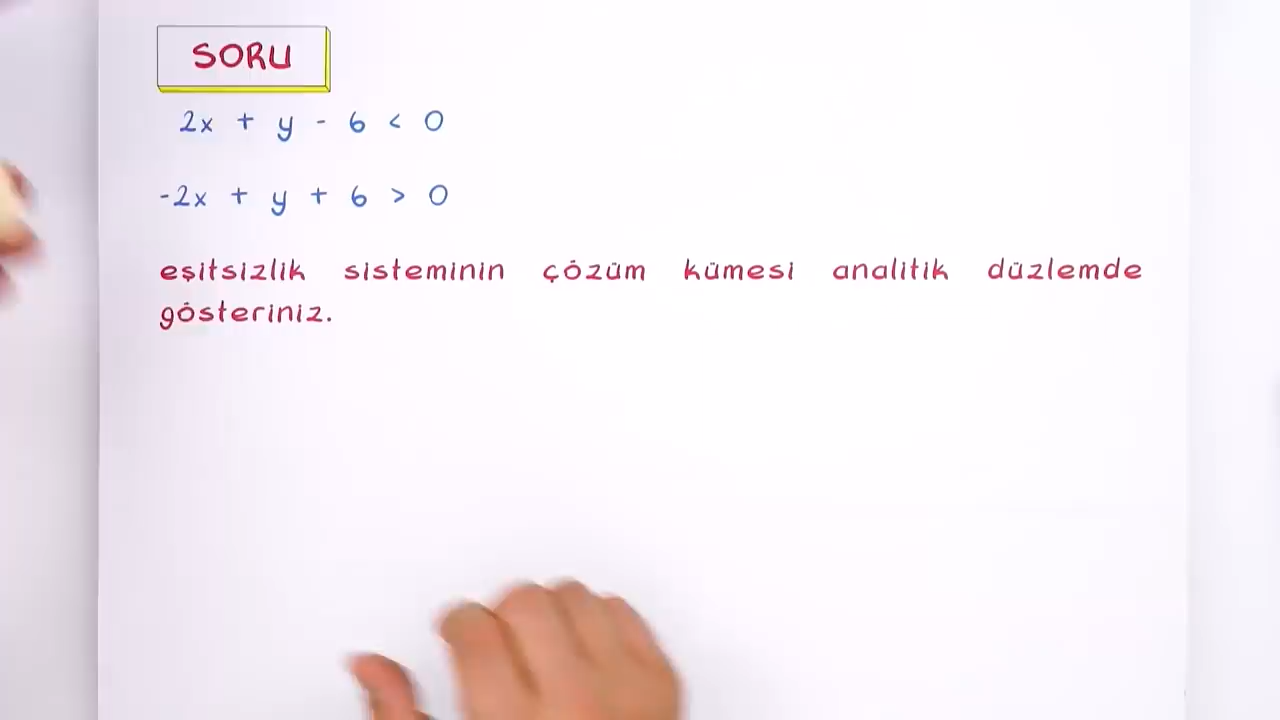 SORU
2x + y - 6 < 0
-2x + y + 6 > 0
eşitsizlik sisteminin çözüm kümesi analitik düzlemde
gösteriniz.